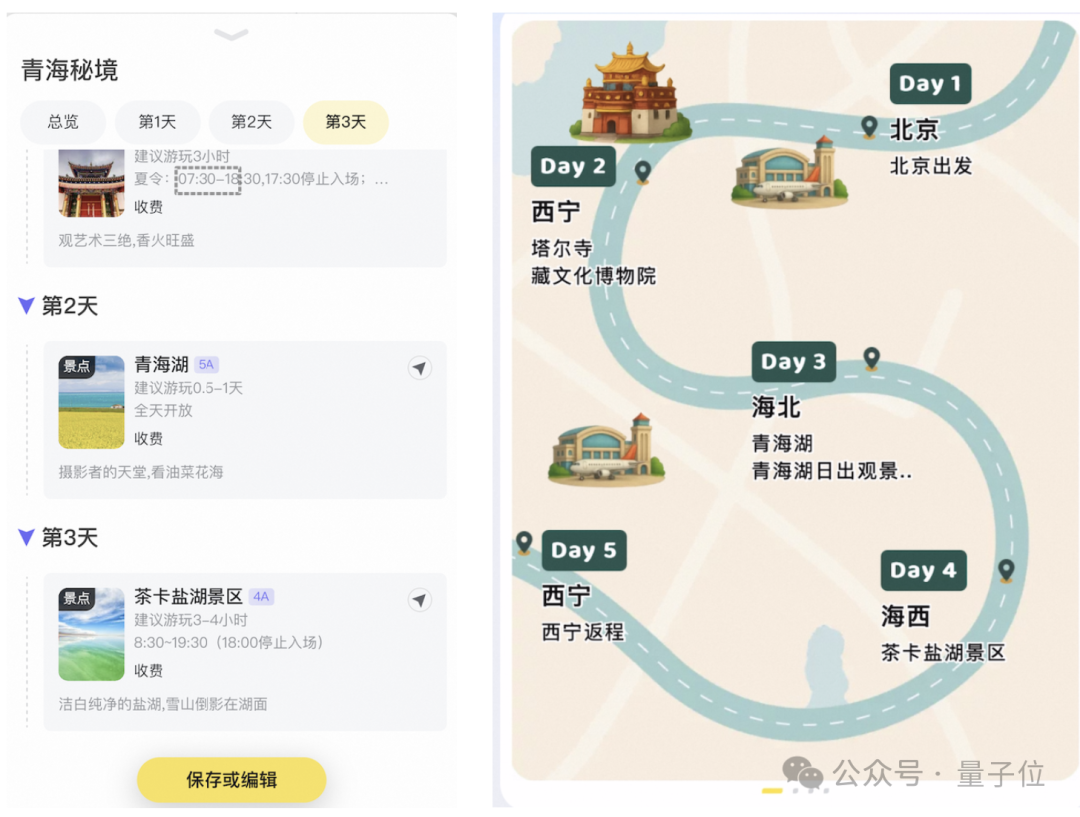 青海秘境
总览
第1天
第2天
第3天
建议游玩3小时
夏令：07:30-18:30,17:30停止入场；...
收费
观艺术三绝,香火旺盛
第2天
景点
青海湖 5A
建议游玩0.5-1天
全天开放
收费
摄影者的天堂,看油菜花海
第3天
景点
茶卡盐湖景区 4A
建议游玩3-4小时
8:30~19:30（18:00停止入场）
收费
洁白纯净的盐湖,雪山倒影在湖面
保存或编辑
Day 1
北京
北京出发
Day 2
西宁
塔尔寺
藏文化博物院
Day 3
海北
青海湖
青海湖日出观景..
Day 4
海西
茶卡盐湖景区
Day 5
西宁
西宁返程
公众号 · 量子位